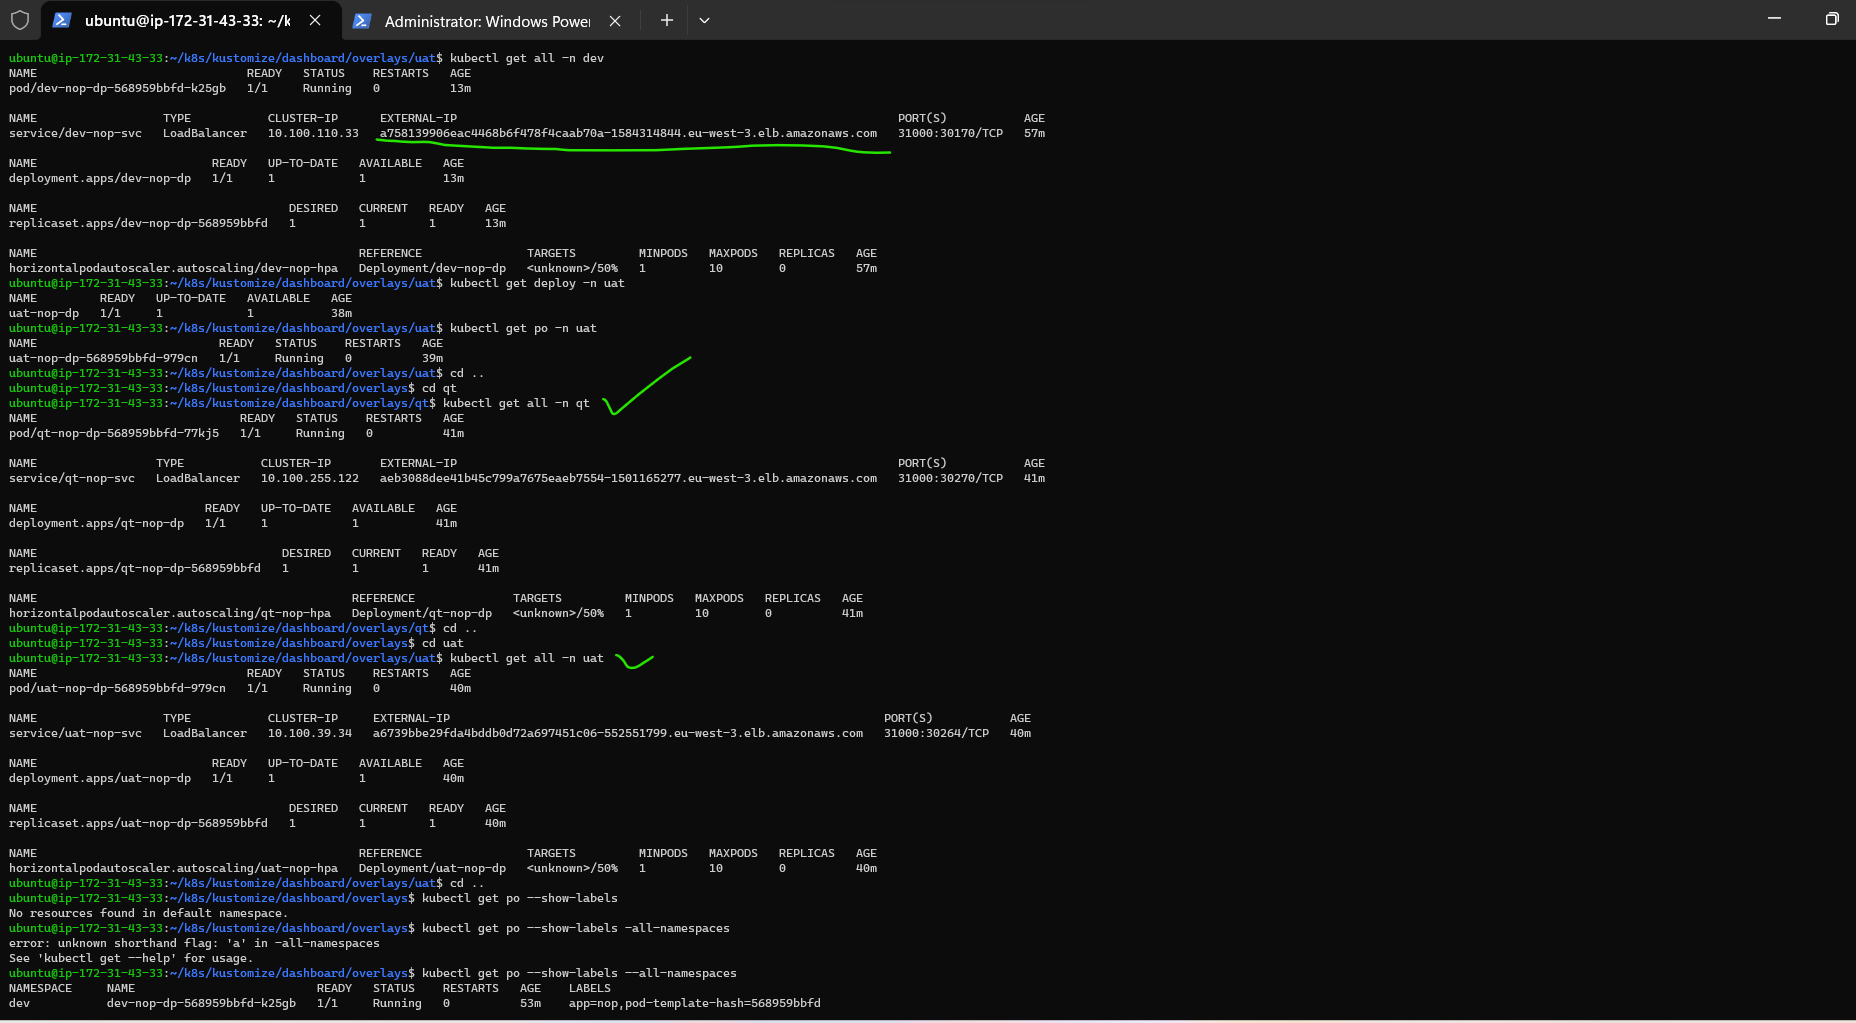 ubuntu@ip-172-31-43-33: ~/k
Administrator: Windows Power
ubuntu@ip-172-31-43-33:~/k8s/kustomize/dashboard/overlays/uat$ kubectl get all -n dev
NAME READY STATUS RESTARTS AGE
pod/dev-nop-dp-568959bbfd-k25gb 1/1 Running 0 13m
NAME TYPE CLUSTER-IP EXTERNAL-IP PORT(S) AGE
service/dev-nop-svc LoadBalancer 10.100.110.33 a758139906eac4468b6f478f4caab70a-1584314844.eu-west-3.elb.amazonaws.com 31000:30170/TCP 57m
NAME READY UP-TO-DATE AVAILABLE AGE
deployment.apps/dev-nop-dp 1/1 1 1 13m
NAME DESIRED CURRENT READY AGE
replicaset.apps/dev-nop-dp-568959bbfd 1 1 1 13m
NAME REFERENCE TARGETS MINPODS MAXPODS REPLICAS AGE
horizontalpodautoscaler.autoscaling/dev-nop-hpa Deployment/dev-nop-dp <unknown>/50% 1 10 0 57m
ubuntu@ip-172-31-43-33:~/k8s/kustomize/dashboard/overlays/uat$ kubectl get deploy -n uat
NAME READY UP-TO-DATE AVAILABLE AGE
uat-nop-dp 1/1 1 1 38m
ubuntu@ip-172-31-43-33:~/k8s/kustomize/dashboard/overlays/uat$ kubectl get po -n uat
NAME READY STATUS RESTARTS AGE
uat-nop-dp-568959bbfd-979cn 1/1 Running 0 39m
ubuntu@ip-172-31-43-33:~/k8s/kustomize/dashboard/overlays/uat$ cd ..
ubuntu@ip-172-31-43-33:~/k8s/kustomize/dashboard/overlays$ cd qt
ubuntu@ip-172-31-43-33:~/k8s/kustomize/dashboard/overlays/qt$ kubectl get all -n qt
NAME READY STATUS RESTARTS AGE
pod/qt-nop-dp-568959bbfd-77kj5 1/1 Running 0 41m
NAME TYPE CLUSTER-IP EXTERNAL-IP PORT(S) AGE
service/qt-nop-svc LoadBalancer 10.100.255.122 aeb3088dee41b45c799a7675eaeb7554-1501165277.eu-west-3.elb.amazonaws.com 31000:30270/TCP 41m
NAME READY UP-TO-DATE AVAILABLE AGE
deployment.apps/qt-nop-dp 1/1 1 1 41m
NAME DESIRED CURRENT READY AGE
replicaset.apps/qt-nop-dp-568959bbfd 1 1 1 41m
NAME REFERENCE TARGETS MINPODS MAXPODS REPLICAS AGE
horizontalpodautoscaler.autoscaling/qt-nop-hpa Deployment/qt-nop-dp <unknown>/50% 1 10 0 41m
ubuntu@ip-172-31-43-33:~/k8s/kustomize/dashboard/overlays/qt$ cd ..
ubuntu@ip-172-31-43-33:~/k8s/kustomize/dashboard/overlays$ cd uat
ubuntu@ip-172-31-43-33:~/k8s/kustomize/dashboard/overlays/uat$ kubectl get all -n uat
NAME READY STATUS RESTARTS AGE
pod/uat-nop-dp-568959bbfd-979cn 1/1 Running 0 40m
NAME TYPE CLUSTER-IP EXTERNAL-IP PORT(S) AGE
service/uat-nop-svc LoadBalancer 10.100.39.34 a6739bbe29fda4bddb0d72a697451c06-552551799.eu-west-3.elb.amazonaws.com 31000:30264/TCP 40m
NAME READY UP-TO-DATE AVAILABLE AGE
deployment.apps/uat-nop-dp 1/1 1 1 40m
NAME DESIRED CURRENT READY AGE
replicaset.apps/uat-nop-dp-568959bbfd 1 1 1 40m
NAME REFERENCE TARGETS MINPODS MAXPODS REPLICAS AGE
horizontalpodautoscaler.autoscaling/uat-nop-hpa Deployment/uat-nop-dp <unknown>/50% 1 10 0 40m
ubuntu@ip-172-31-43-33:~/k8s/kustomize/dashboard/overlays/uat$ cd ..
ubuntu@ip-172-31-43-33:~/k8s/kustomize/dashboard/overlays$ kubectl get po --show-labels
No resources found in default namespace.
ubuntu@ip-172-31-43-33:~/k8s/kustomize/dashboard/overlays$ kubectl get po --show-labels -all-namespaces
error: unknown shorthand flag: 'a' in -all-namespaces
See 'kubectl get --help' for usage.
ubuntu@ip-172-31-43-33:~/k8s/kustomize/dashboard/overlays$ kubectl get po --show-labels --all-namespaces
NAMESPACE NAME READY STATUS RESTARTS AGE LABELS
dev dev-nop-dp-568959bbfd-k25gb 1/1 Running 0 53m app=nop,pod-template-hash=568959bbfd